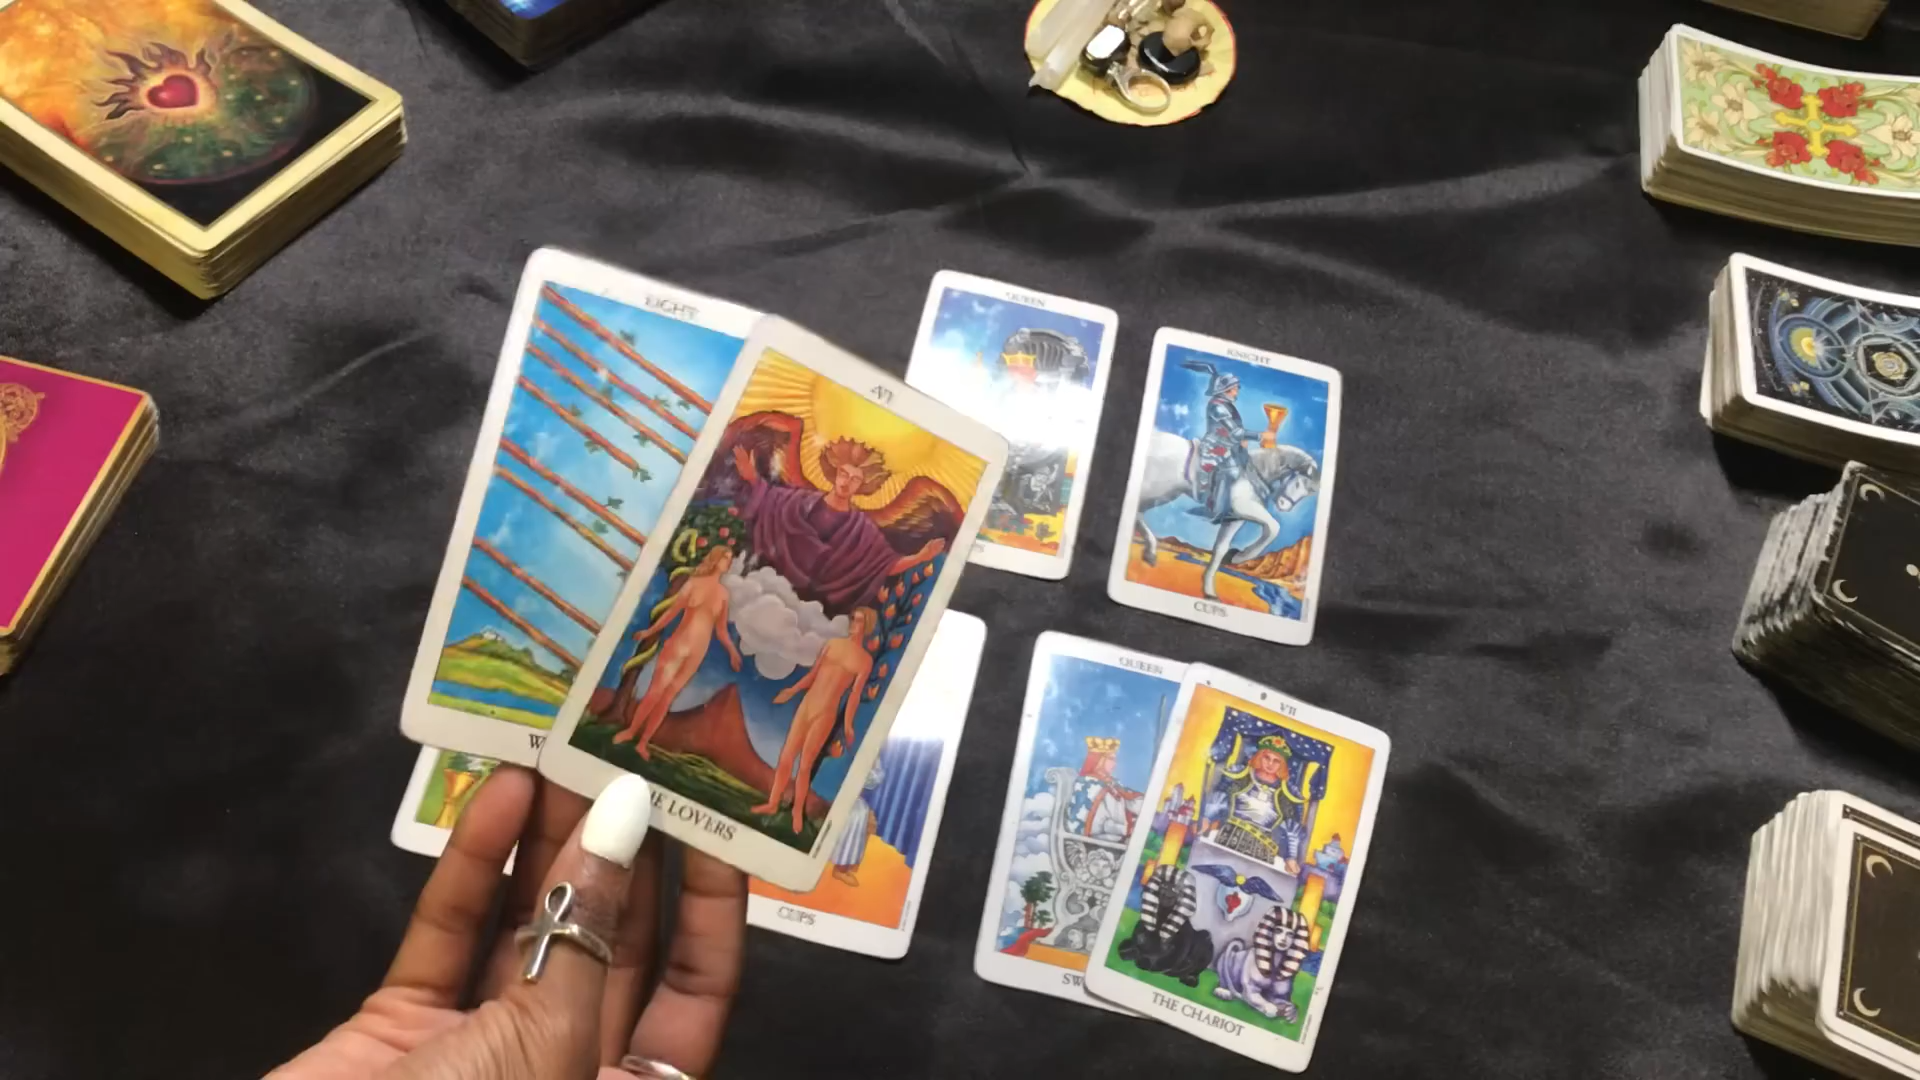 EIGHT
VI
THE LOVERS
QUEEN
KNIGHT
CUPS
CUPS
QUEEN
VII
THE CHARIOT